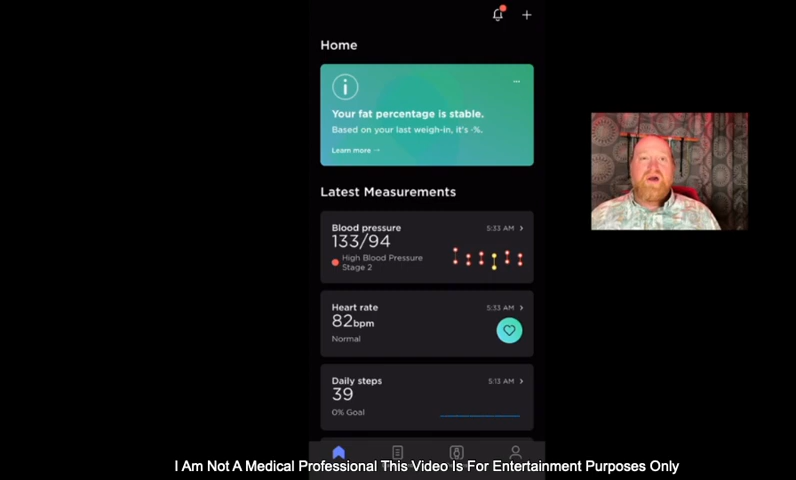 Home
i
Your fat percentage is stable.
Based on your last weigh-in, it's -%.
Learn more →
Latest Measurements
Blood pressure 5:33 AM >
133/94
High Blood Pressure
Stage 2
Heart rate 5:33 AM >
82bpm
Normal
Daily steps 5:13 AM >
39
0% Goal
I Am Not A Medical Professional This Video Is For Entertainment Purposes Only